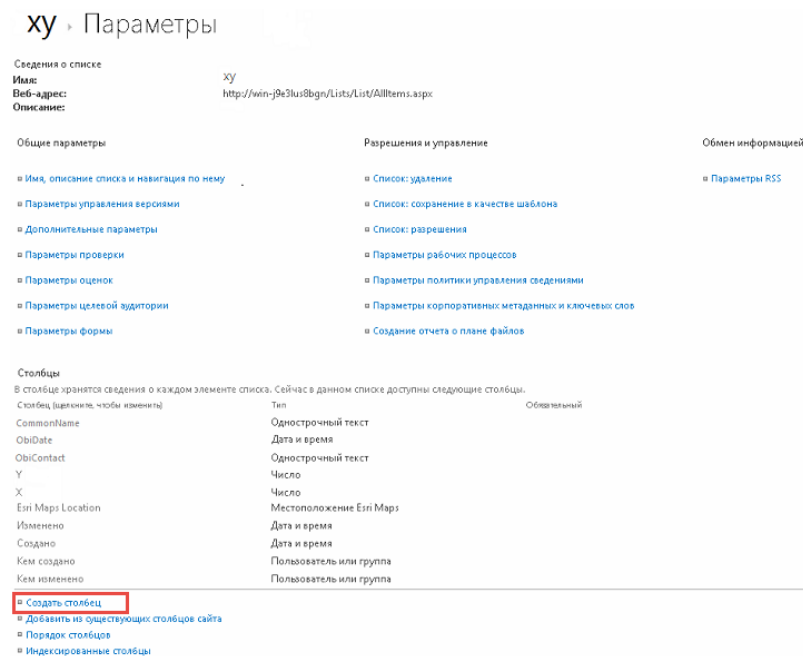 xy › Параметры
Сведения о списке
Имя: xy
Веб-адрес: http://win-j9e3lus8bgn/Lists/List/AllItems.aspx
Описание:
Общие параметры Разрешения и управление Обмен информацией
Имя, описание списка и навигация по нему Список: удаление Параметры RSS
Параметры управления версиями Список: сохранение в качестве шаблона
Дополнительные параметры Список: разрешения
Параметры проверки Параметры рабочих процессов
Параметры оценок Параметры политики управления сведениями
Параметры целевой аудитории Параметры корпоративных метаданных и ключевых слов
Параметры формы Создание отчета о плане файлов
Столбцы
В столбце хранятся сведения о каждом элементе списка. Сейчас в данном списке доступны следующие столбцы.
Столбец (щелкните, чтобы изменить) Тип Обязательный
CommonName Однострочный текст
ObiDate Дата и время
ObiContact Однострочный текст
Y Число
X Число
Esri Maps Location Местоположение Esri Maps
Изменено Дата и время
Создано Дата и время
Кем создано Пользователь или группа
Кем изменено Пользователь или группа
Создать столбец
Добавить из существующих столбцов сайта
Порядок столбцов
Индексированные столбцы